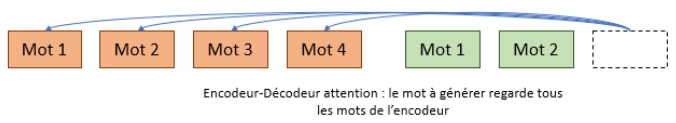 Mot 1 Mot 2 Mot 3 Mot 4 Mot 1 Mot 2
Encodeur-Décodeur attention : le mot à générer regarde tous
les mots de l'encodeur